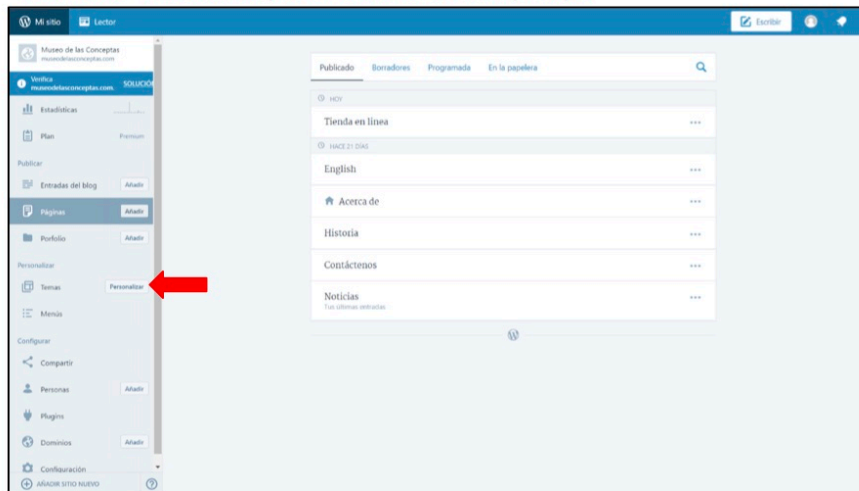 Mi sitio
Lector
Escribir
Museo de las Conceptas
museodelasconceptas.com
Verifica
museodelasconceptas.com.
SOLUCIÓN
Estadísticas
Plan
Premium
Publicar
Entradas del blog
Añadir
Páginas
Añadir
Porfolio
Añadir
Personalizar
Temas
Personalizar
Menús
Configurar
Compartir
Personas
Añadir
Plugins
Dominios
Añadir
Configuración
AÑADIR SITIO NUEVO
Publicado
Borradores
Programada
En la papelera
HOY
Tienda en linea
HACE 21 DÍAS
English
Acerca de
Historia
Contáctenos
Noticias
Tus últimas entradas